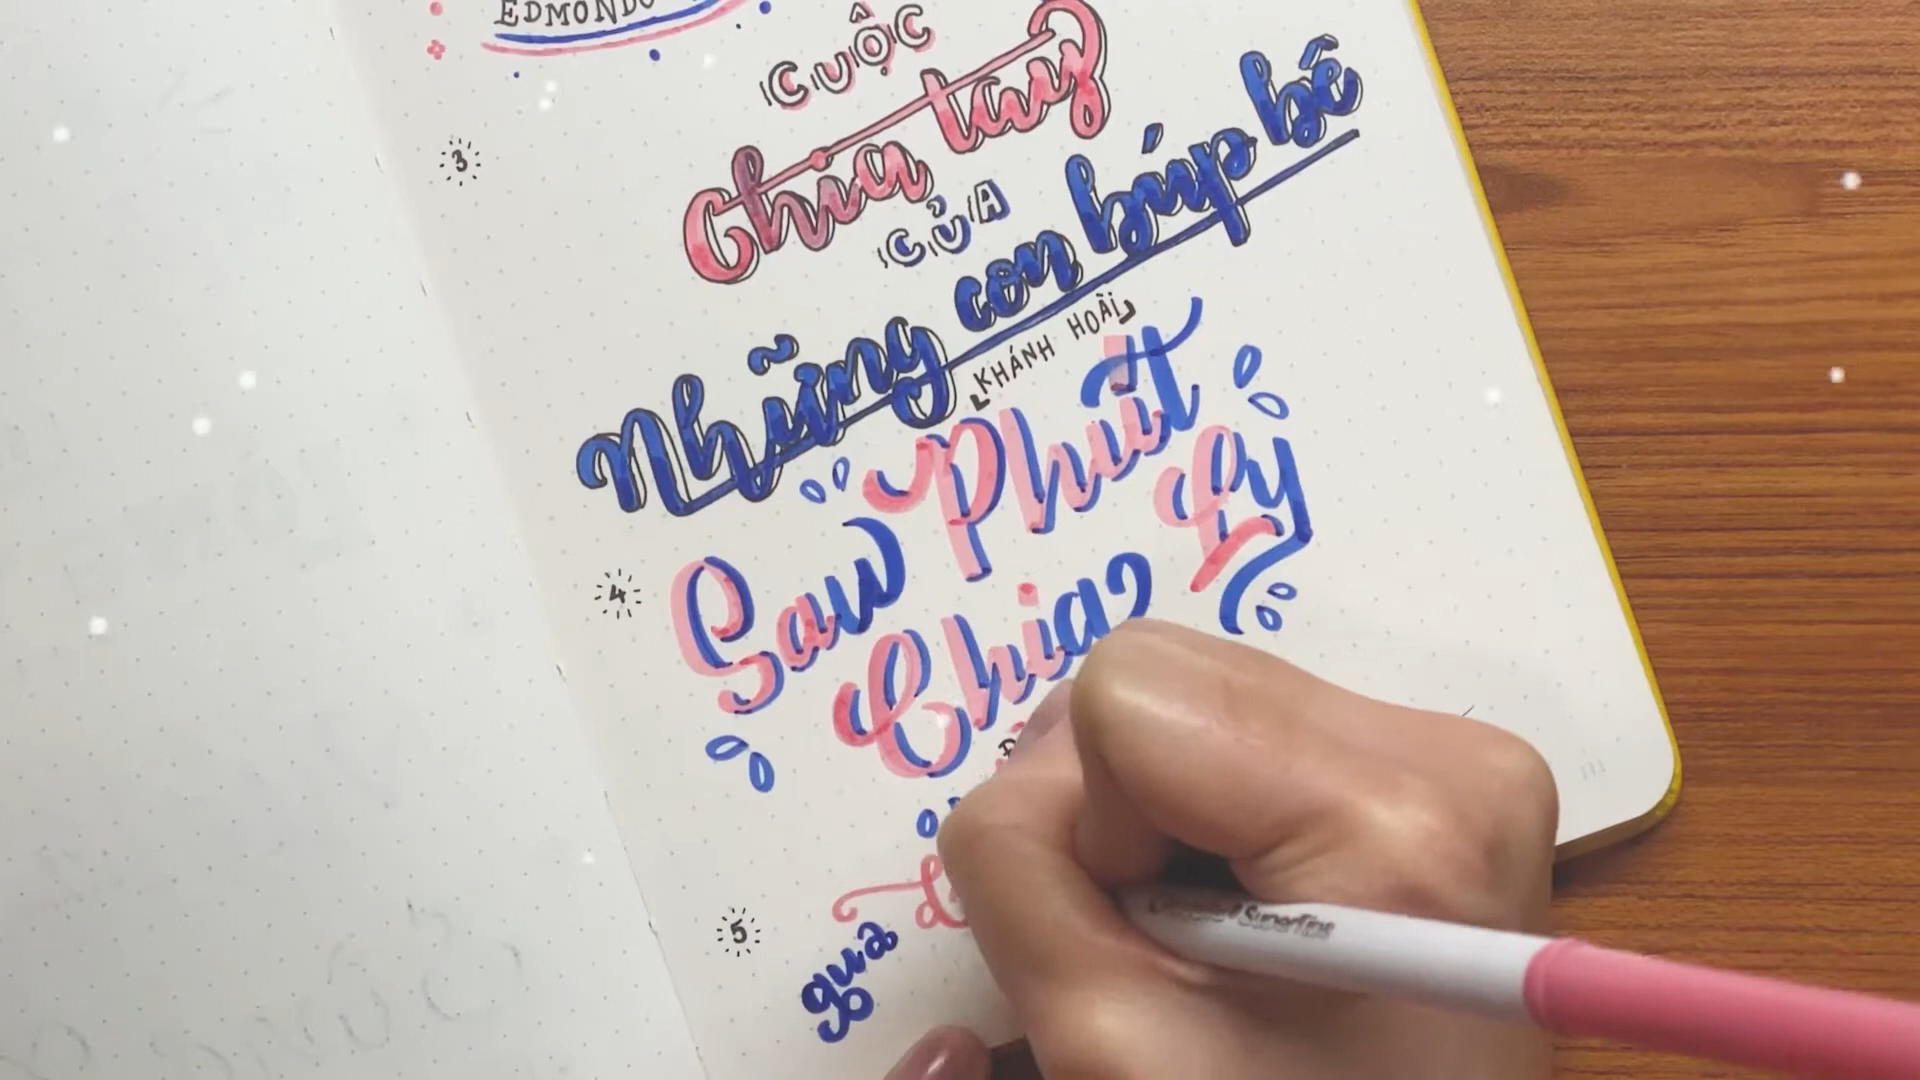 EDMONDO
3
CUỘC
Chia tay
CỦA
Những con búp bê
KHÁNH HOÀI
4
Sau Phút
Chia Ly
5
qua
Superfine